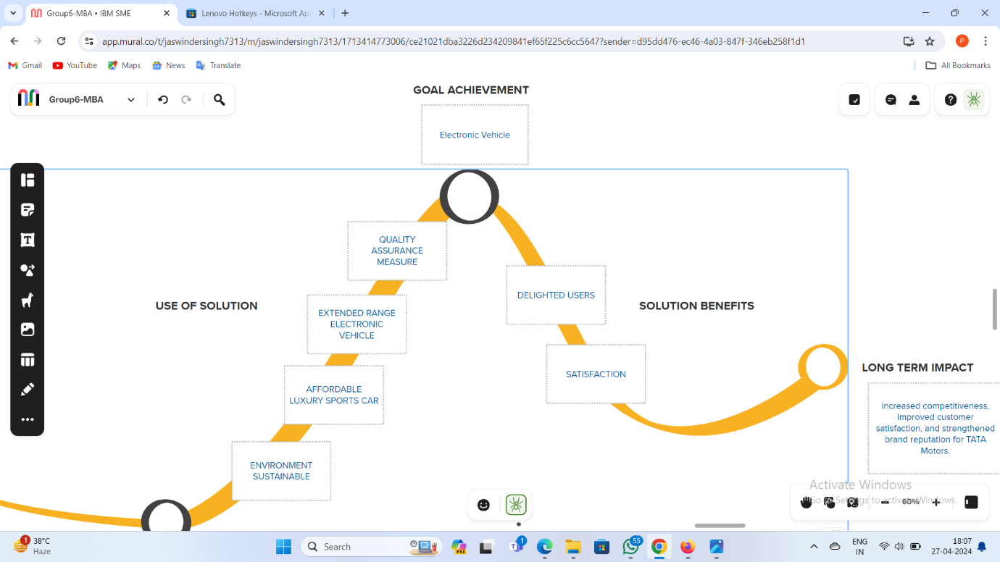 Group6-MBA • IBM SME
Lenovo Hotkeys - Microsoft Ap
app.mural.co/t/jaswindersingh7313/m/jaswindersingh7313/1713414773006/ce21021dba3226d234209841ef65f225c6cc5647?sender=d95dd476-ec46-4a03-847f-346eb258f1d1
P
Gmail
YouTube
Maps
News
Translate
All Bookmarks
Group6-MBA
GOAL ACHIEVEMENT
Electronic Vehicle
QUALITY
ASSURANCE
MEASURE
USE OF SOLUTION
EXTENDED RANGE
ELECTRONIC
VEHICLE
AFFORDABLE
LUXURY SPORTS CAR
ENVIRONMENT
SUSTAINABLE
DELIGHTED USERS
SOLUTION BENEFITS
SATISFACTION
LONG TERM IMPACT
increased competitiveness,
improved customer
satisfaction, and strengthened
brand reputation for TATA
Motors.
Activate Windows
Go to Settings to activate Windows.
60%
1
38°C
Haze
Search
PRE
1
55
ENG
IN
18:07
27-04-2024